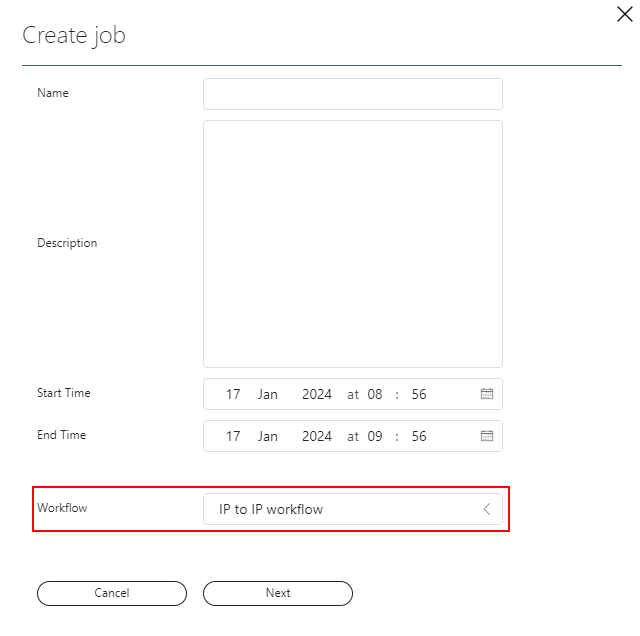 Create job
Name
Description
Start Time 17 Jan 2024 at 08 : 56
End Time 17 Jan 2024 at 09 : 56
Workflow IP to IP workflow
Cancel Next